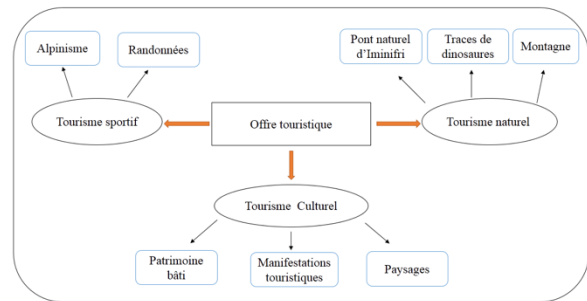 Alpinisme
Randonnées
Pont naturel
d’Iminifri
Traces de
dinosaures
Montagne
Tourisme sportif
Offre touristique
Tourisme naturel
Tourisme Culturel
Patrimoine
bâti
Manifestations
touristiques
Paysages